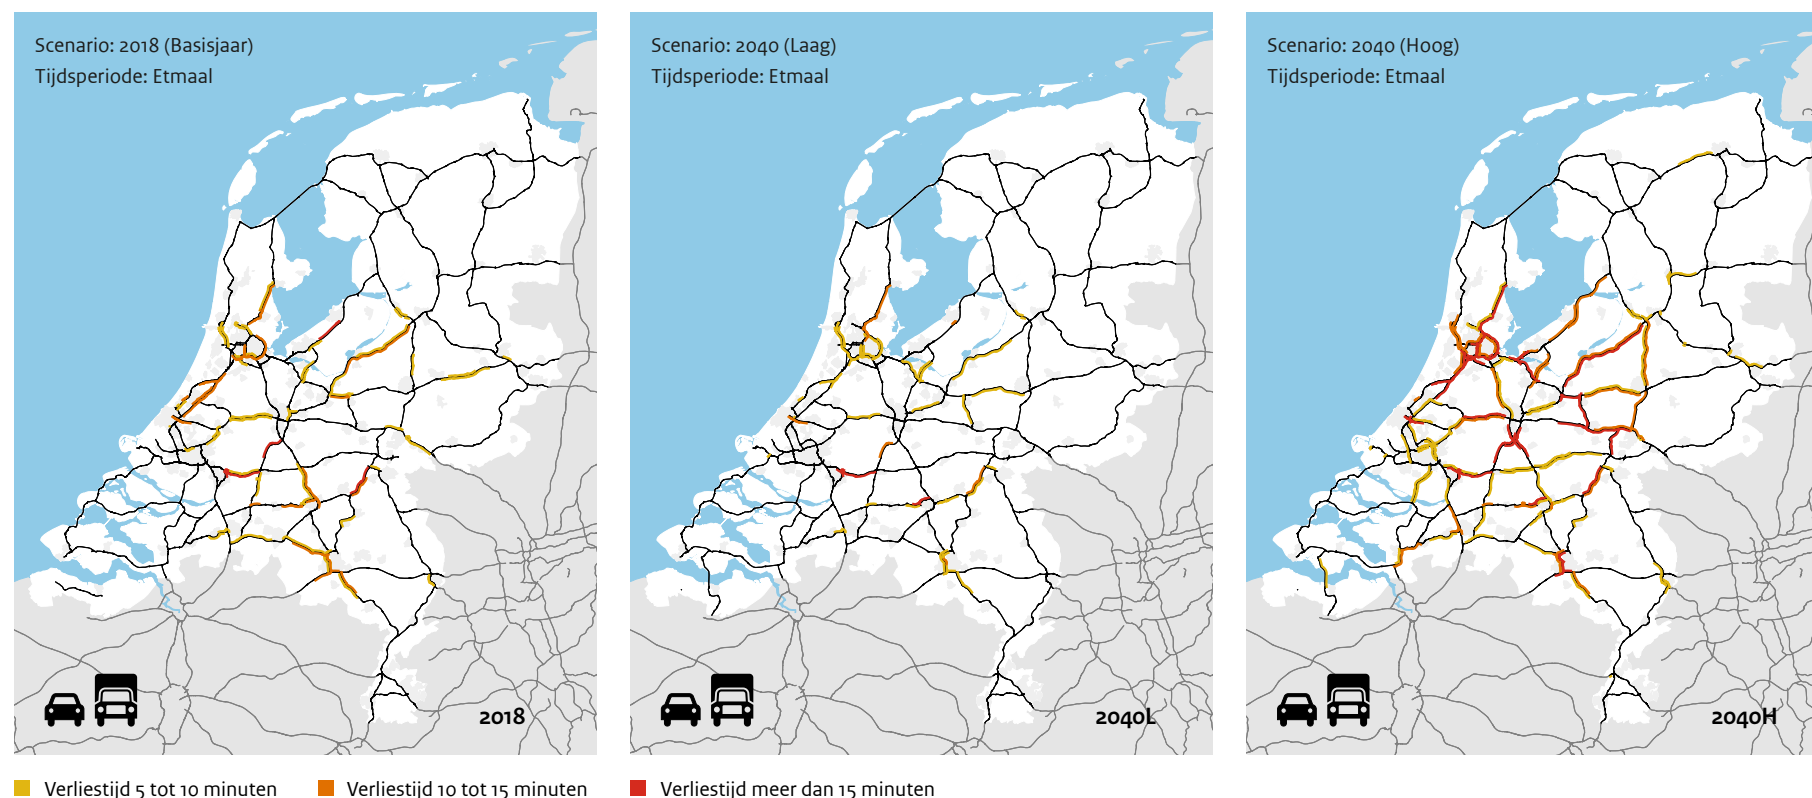 Scenario: 2018 (Basisjaar)
Tijdsperiode: Etmaal
2018
Scenario: 2040 (Laag)
Tijdsperiode: Etmaal
2040L
Scenario: 2040 (Hoog)
Tijdsperiode: Etmaal
2040H
Verliestijd 5 tot 10 minuten
Verliestijd 10 tot 15 minuten
Verliestijd meer dan 15 minuten